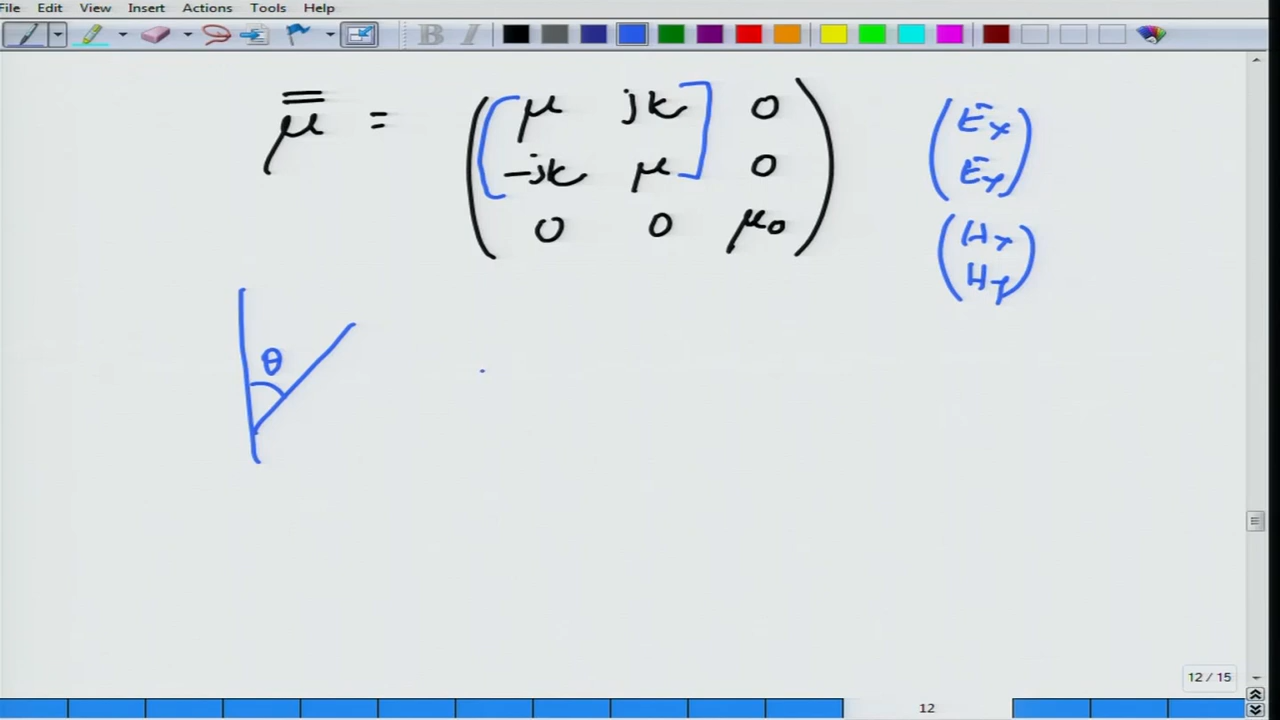 File Edit View Insert Actions Tools Help
B I
μ̿ = ( [ μ jk ] 0 )
( [ -jk μ ] 0 )
( 0 0 μ₀ )
( Ex )
( Ey )
( Hx )
( Hy )
θ
12 / 15
12